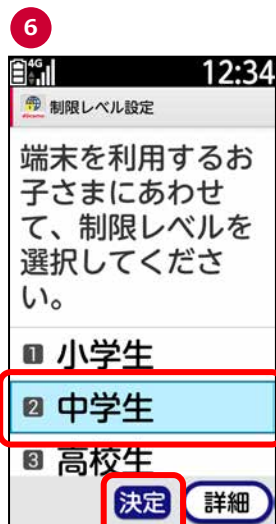 6
4G 12:34
制限レベル設定
端末を利用するお
子さまにあわせ
て、制限レベルを
選択してくださ
い。
1 小学生
2 中学生
3 高校生
決定 詳細